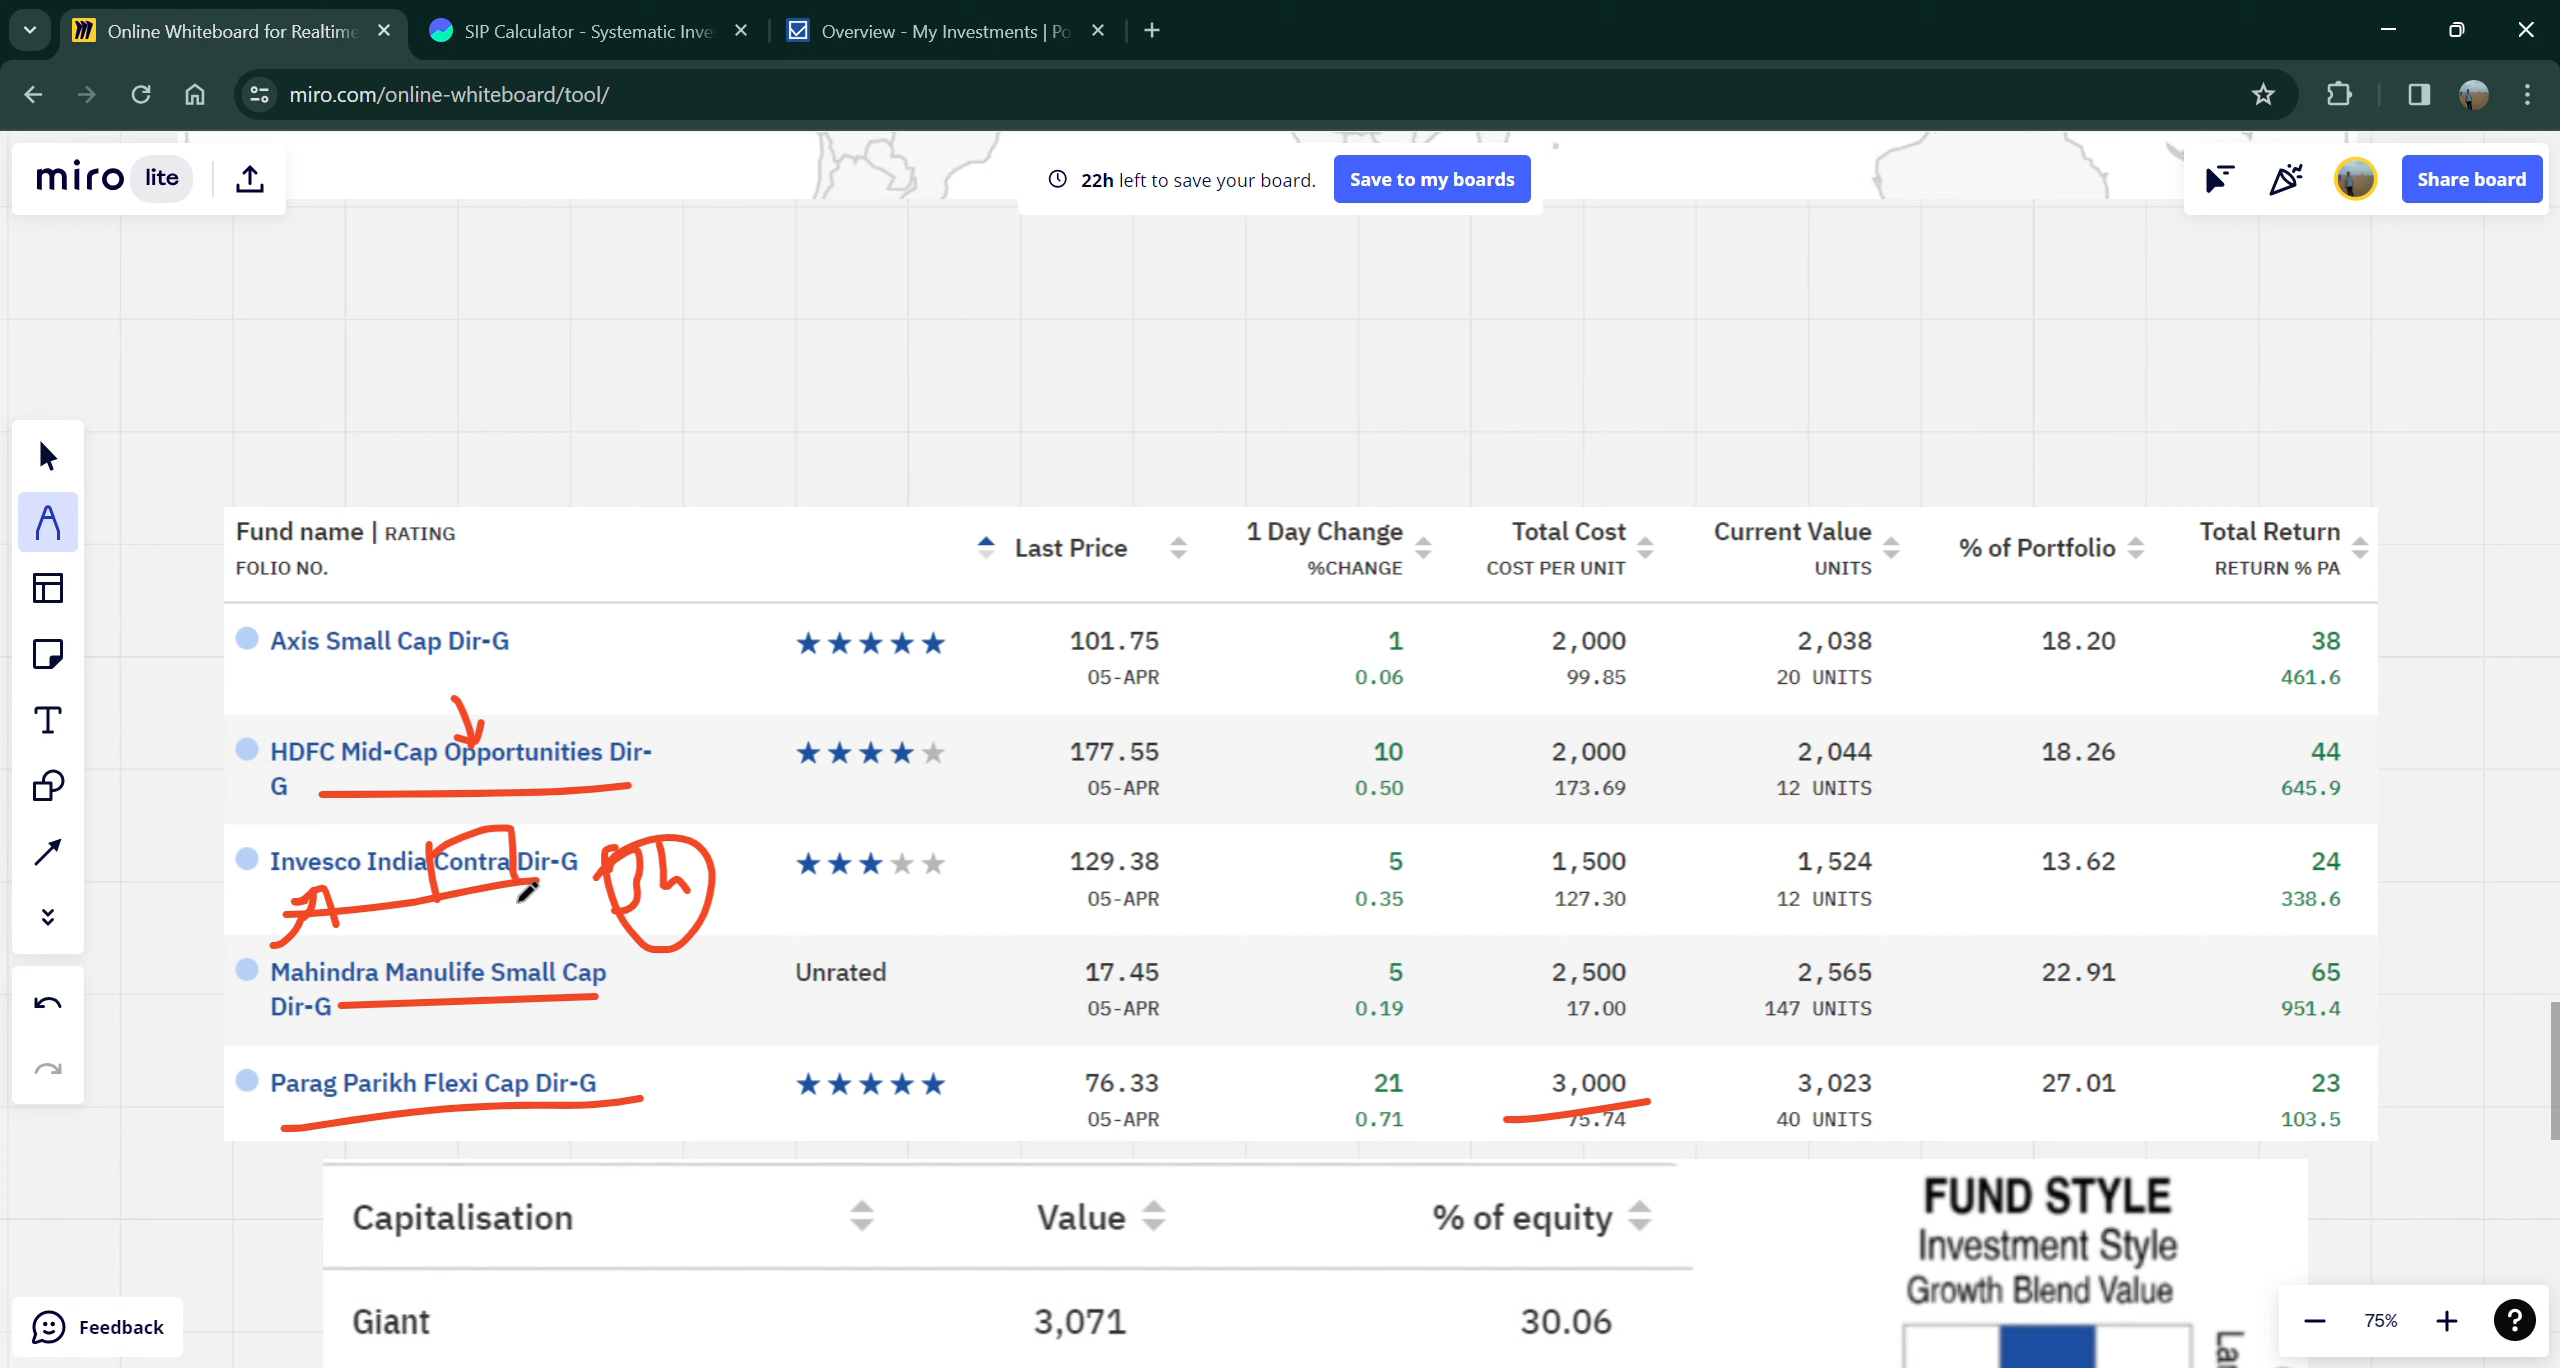 Online Whiteboard for Realtime
SIP Calculator - Systematic Inve
Overview - My Investments | Po
miro.com/online-whiteboard/tool/
miro lite
22h left to save your board.
Save to my boards
Share board
Fund name | RATING
FOLIO NO.
Last Price
1 Day Change
%CHANGE
Total Cost
COST PER UNIT
Current Value
UNITS
% of Portfolio
Total Return
RETURN % PA
Axis Small Cap Dir-G 101.75 1 2,000 2,038 18.20 38
05-APR 0.06 99.85 20 UNITS 461.6
HDFC Mid-Cap Opportunities Dir- 177.55 10 2,000 2,044 18.26 44
G 05-APR 0.50 173.69 12 UNITS 645.9
Invesco India Contra Dir-G 129.38 5 1,500 1,524 13.62 24
05-APR 0.35 127.30 12 UNITS 338.6
Mahindra Manulife Small Cap Unrated 17.45 5 2,500 2,565 22.91 65
Dir-G 05-APR 0.19 17.00 147 UNITS 951.4
Parag Parikh Flexi Cap Dir-G 76.33 21 3,000 3,023 27.01 23
05-APR 0.71 75.74 40 UNITS 103.5
Capitalisation Value % of equity
Giant 3,071 30.06
FUND STYLE
Investment Style
Growth Blend Value
La
Feedback
75%